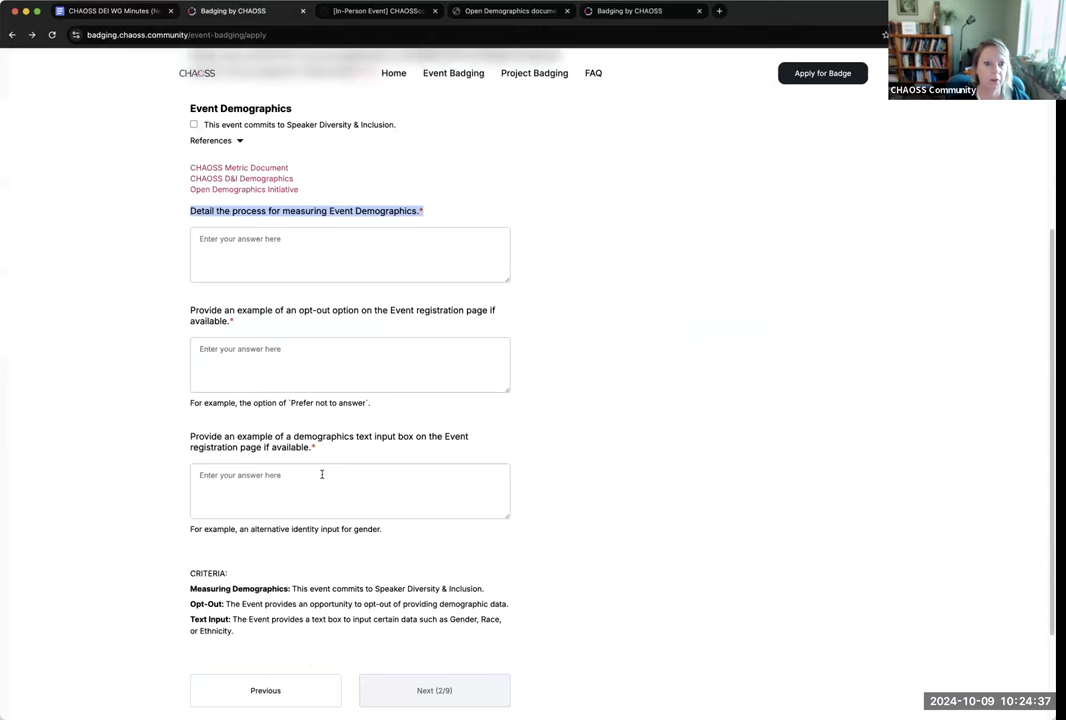 CHAOSS DEI WG Minutes (Ne
Badging by CHAOSS
[In-Person Event] CHAOSSco
Open Demographics docume
Badging by CHAOSS
badging.chaoss.community/event-badging/apply
CHAOSS
Home
Event Badging
Project Badging
FAQ
Apply for Badge
CHAOSS Community
Event Demographics
This event commits to Speaker Diversity & Inclusion.
References
CHAOSS Metric Document
CHAOSS D&I Demographics
Open Demographics Initiative
Detail the process for measuring Event Demographics.*
Enter your answer here
Provide an example of an opt-out option on the Event registration page if
available.*
Enter your answer here
For example, the option of `Prefer not to answer`.
Provide an example of a demographics text input box on the Event
registration page if available.*
Enter your answer here
For example, an alternative identity input for gender.
CRITERIA:
Measuring Demographics: This event commits to Speaker Diversity & Inclusion.
Opt-Out: The Event provides an opportunity to opt-out of providing demographic data.
Text Input: The Event provides a text box to input certain data such as Gender, Race,
or Ethnicity.
Previous
Next (2/9)
2024-10-09 10:24:37